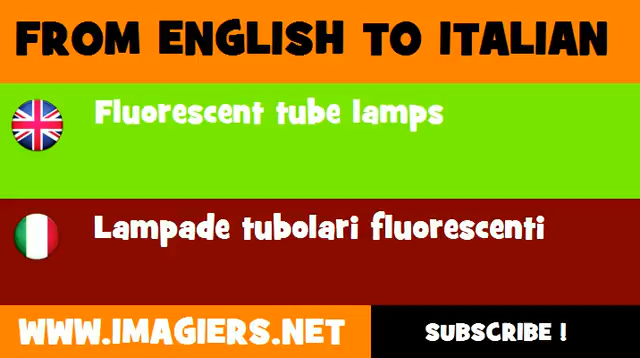 FROM ENGLISH TO ITALIAN
Fluorescent tube lamps
Lampade tubolari fluorescenti
WWW.IMAGIERS.NET
SUBSCRIBE !